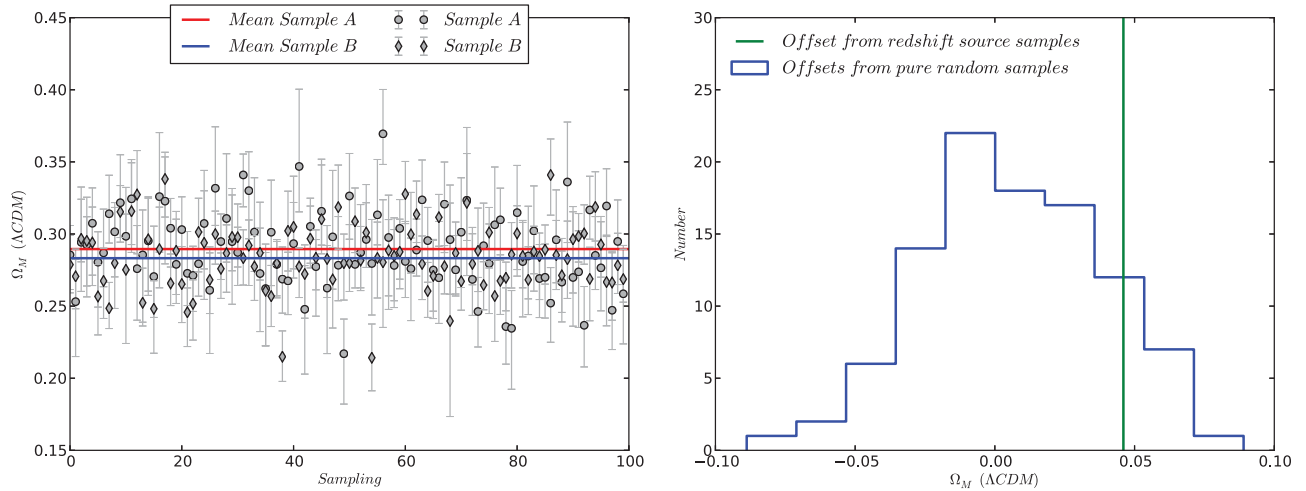 Mean Sample A
Sample A
Mean Sample B
Sample B
0.45
0.40
0.35
0.30
0.25
0.20
0.15
Ω_M (ΛCDM)
0
20
40
60
80
100
Sampling
Offset from redshift source samples
Offsets from pure random samples
30
25
20
15
10
5
0
Number
−0.10
−0.05
0.00
0.05
0.10
Ω_M (ΛCDM)